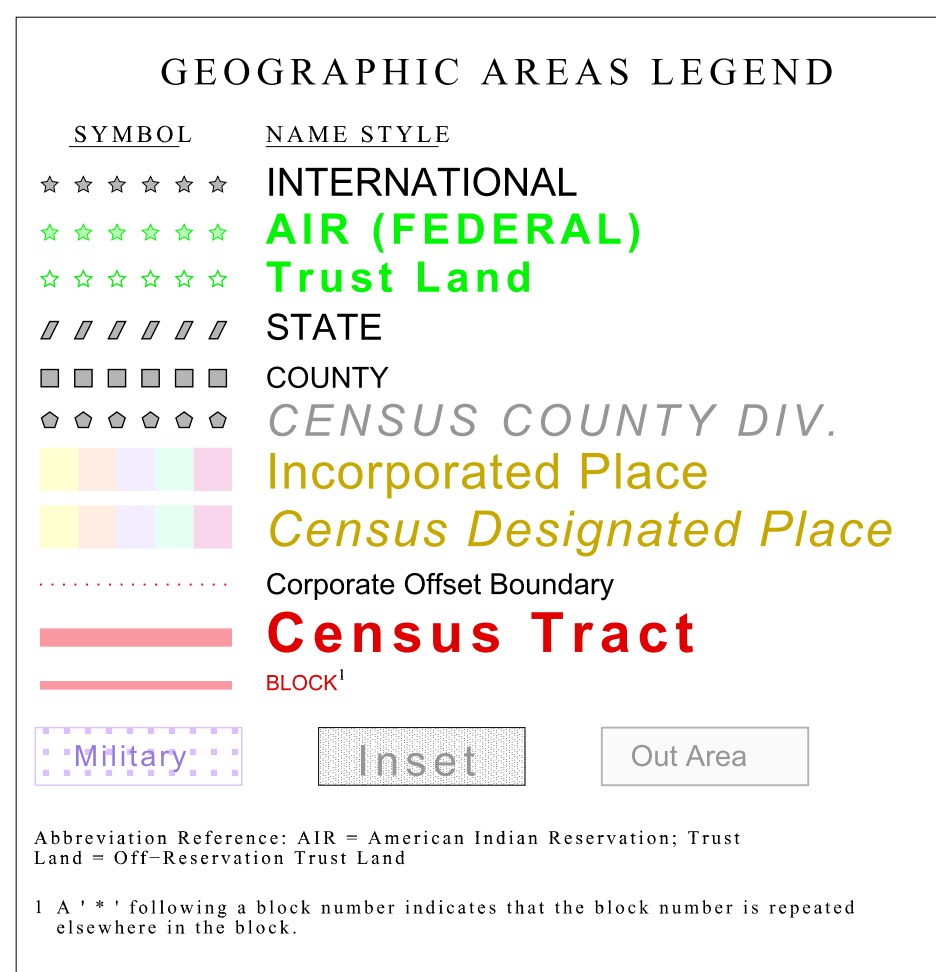 GEOGRAPHIC AREAS LEGEND
SYMBOL NAME STYLE
INTERNATIONAL
AIR (FEDERAL)
Trust Land
STATE
COUNTY
CENSUS COUNTY DIV.
Incorporated Place
Census Designated Place
Corporate Offset Boundary
Census Tract
BLOCK¹
Military Inset Out Area
Abbreviation Reference: AIR = American Indian Reservation; Trust
Land = Off−Reservation Trust Land
1 A ' * ' following a block number indicates that the block number is repeated
elsewhere in the block.